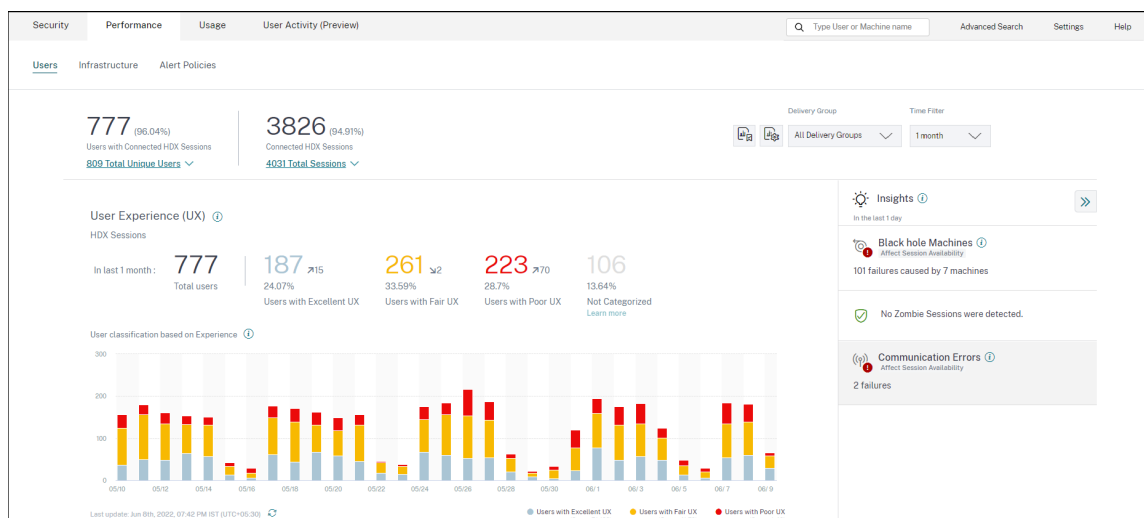 Security Performance Usage User Activity (Preview) Type User or Machine name Advanced Search Settings Help
Users Infrastructure Alert Policies
777 (96.04%)
Users with Connected HDX Sessions
809 Total Unique Users
3826 (94.91%)
Connected HDX Sessions
4031 Total Sessions
Delivery Group
All Delivery Groups
Time Filter
1 month
User Experience (UX)
HDX Sessions
In last 1 month :
777
Total users
187 15
24.07%
Users with Excellent UX
261 2
33.59%
Users with Fair UX
223 70
28.7%
Users with Poor UX
106
13.64%
Not Categorized
Learn more
User classification based on Experience
300
200
100
0
05/10 05/12 05/14 05/16 05/18 05/20 05/22 05/24 05/26 05/28 05/30 06/1 06/3 06/5 06/7 06/9
Last update: Jun 8th, 2022, 07:42 PM IST (UTC+05:30)
Users with Excellent UX Users with Fair UX Users with Poor UX
Insights
In the last 1 day
Black hole Machines
Affect Session Availability
101 failures caused by 7 machines
No Zombie Sessions were detected.
Communication Errors
Affect Session Availability
2 failures